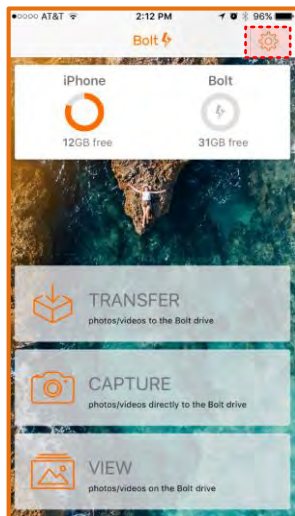 AT&T 2:12 PM 96%
Bolt
iPhone Bolt
12GB free 31GB free
TRANSFER
photos/videos to the Bolt drive
CAPTURE
photos/videos directly to the Bolt drive
VIEW
photos/videos on the Bolt drive